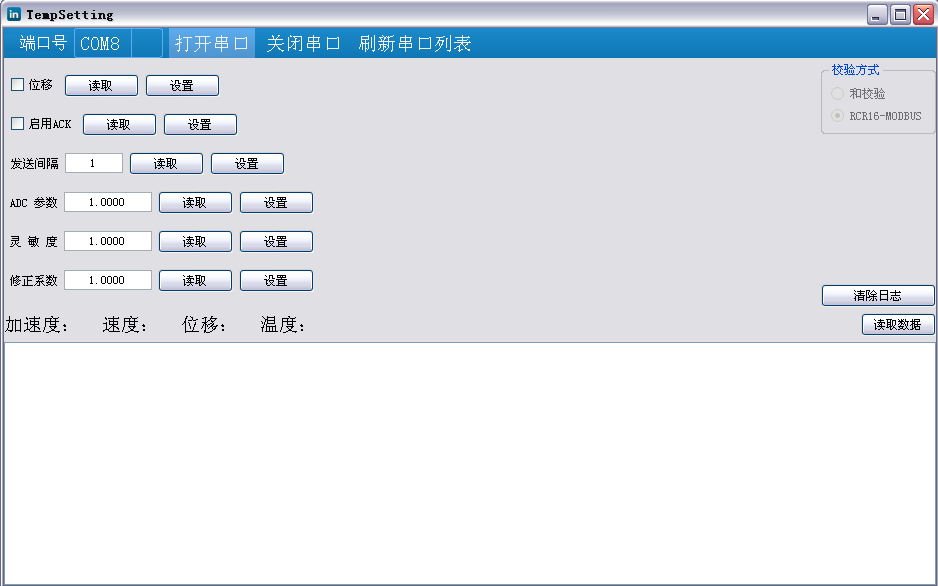 in TempSetting
端口号 COM8 打开串口 关闭串口 刷新串口列表
位移 读取 设置
校验方式
和校验
RCR16-MODBUS
启用ACK 读取 设置
发送间隔 1 读取 设置
ADC 参数 1.0000 读取 设置
灵 敏 度 1.0000 读取 设置
修正系数 1.0000 读取 设置
清除日志
加速度: 速度: 位移: 温度:
读取数据